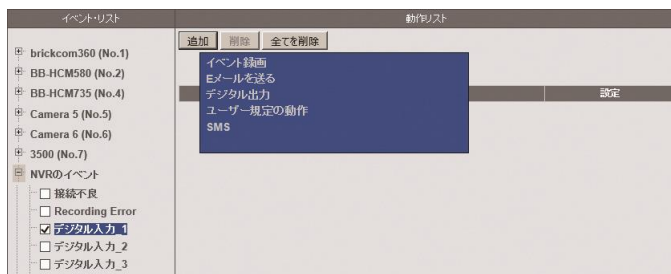 イベント・リスト
動作リスト
追加 削除 全てを削除
イベント録画
Eメールを送る
デジタル出力
ユーザー規定の動作
SMS
設定
brickcom360 (No.1)
BB-HCM580 (No.2)
BB-HCM735 (No.4)
Camera 5 (No.5)
Camera 6 (No.6)
3500 (No.7)
NVRのイベント
接続不良
Recording Error
デジタル入力_1
デジタル入力_2
デジタル入力_3